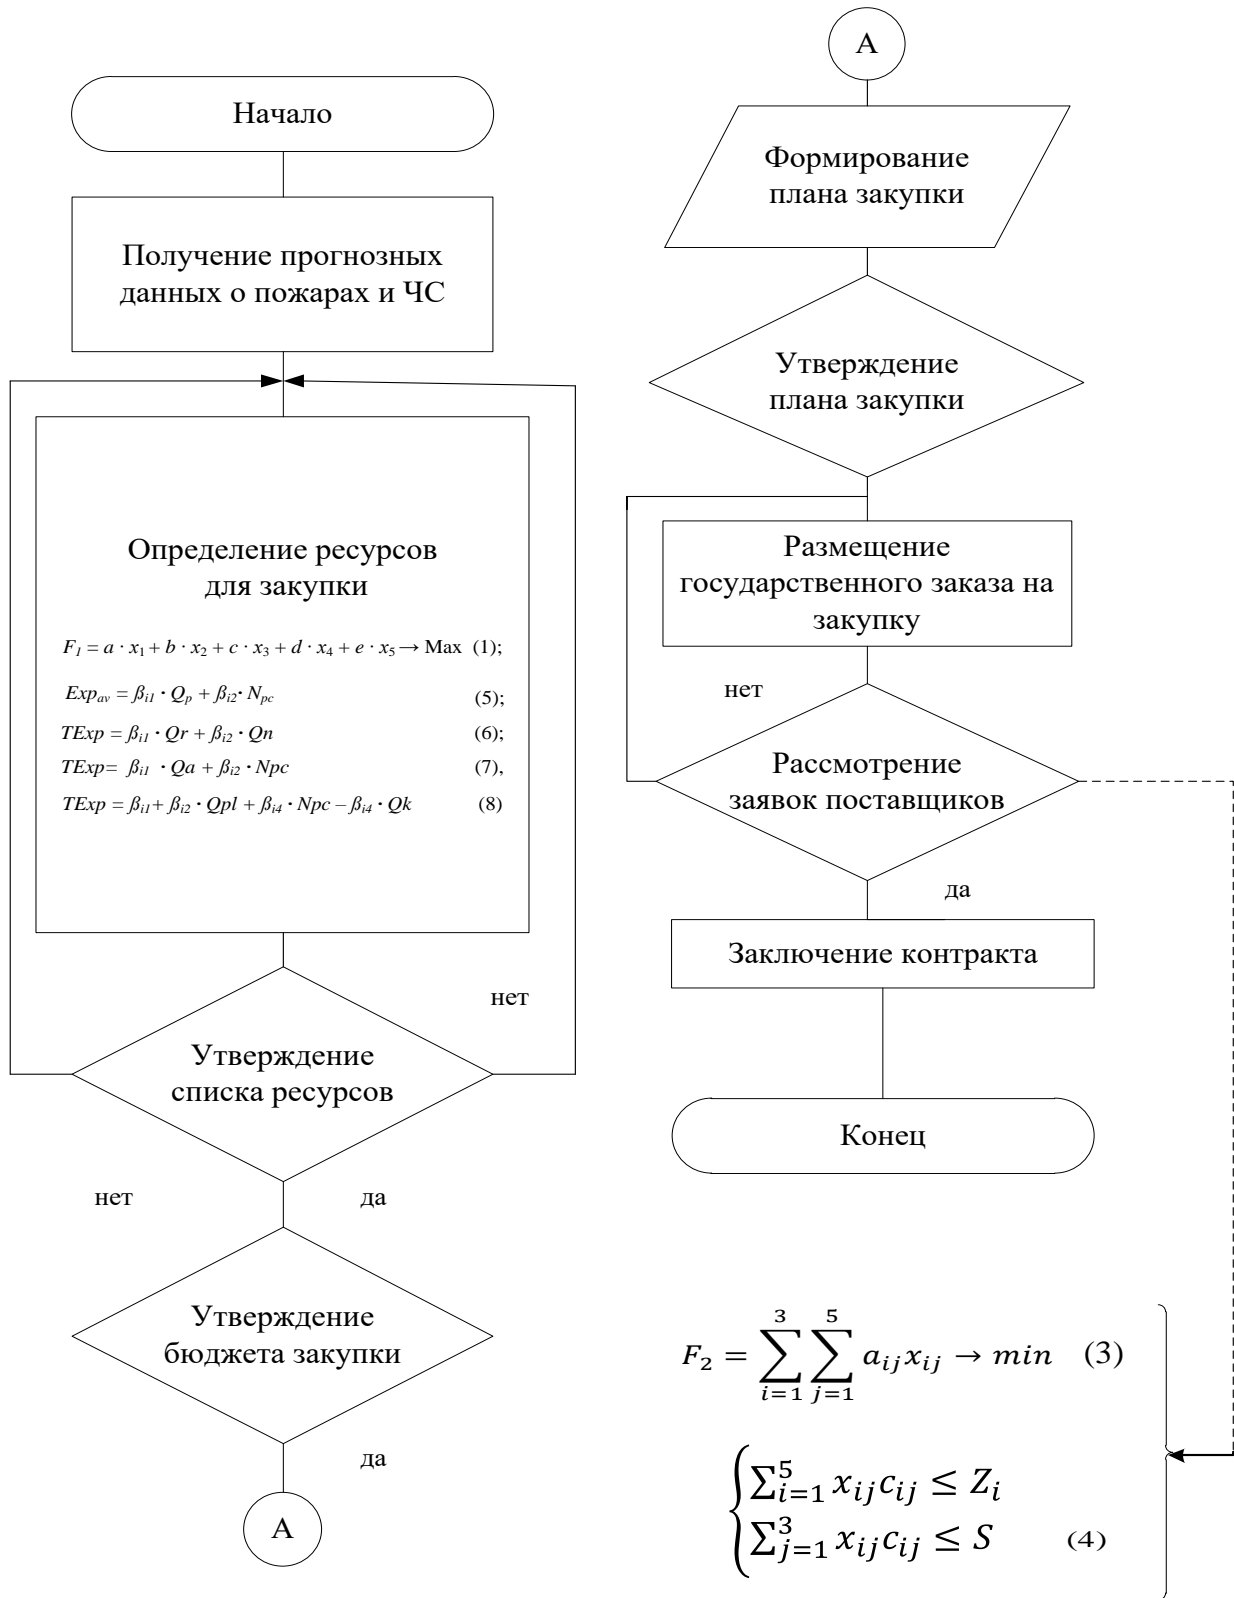 Начало
Получение прогнозных
данных о пожарах и ЧС
Определение ресурсов
для закупки
F₁ = a · x₁ + b · x₂ + c · x₃ + d · x₄ + e · x₅ → Max (1);
Exp_av = β_i1 · Q_p + β_i2 · N_pc (5);
TExp = β_i1 · Qr + β_i2 · Qn (6);
TExp= β_i1 · Qa + β_i2 · Npc (7),
TExp = β_i1 + β_i2 · Qpl + β_i4 · Npc – β_i4 · Qk (8)
нет
Утверждение
списка ресурсов
нет
да
Утверждение
бюджета закупки
да
А
А
Формирование
плана закупки
Утверждение
плана закупки
Размещение
государственного заказа на
закупку
нет
Рассмотрение
заявок поставщиков
да
Заключение контракта
Конец
F₂ = ∑_{i=1}^{3} ∑_{j=1}^{5} a_ij x_ij → min (3)
∑_{i=1}^{5} x_ij c_ij ≤ Z_i
∑_{j=1}^{3} x_ij c_ij ≤ S (4)